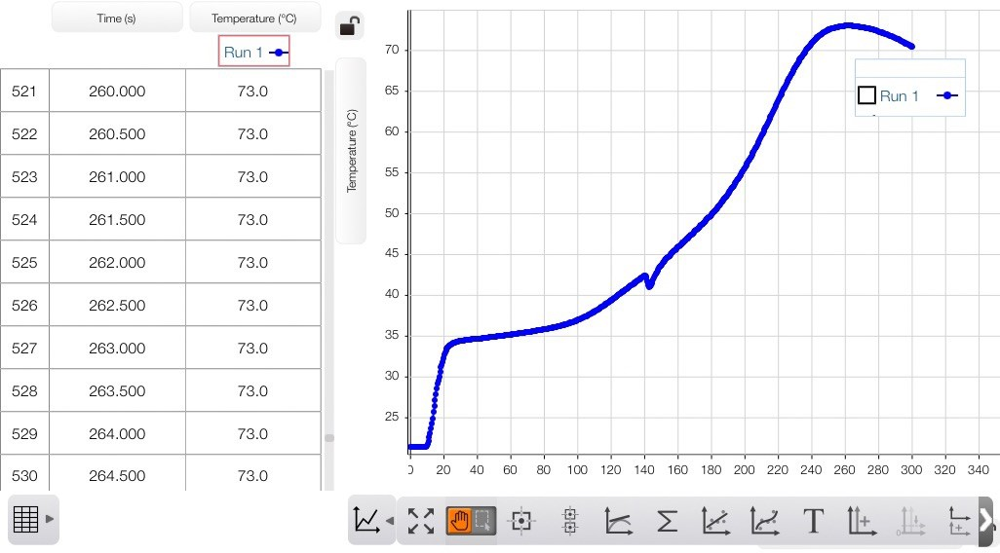 Time (s) Temperature (°C)
Run 1
521 260.000 73.0
522 260.500 73.0
523 261.000 73.0
524 261.500 73.0
525 262.000 73.0
526 262.500 73.0
527 263.000 73.0
528 263.500 73.0
529 264.000 73.0
530 264.500 73.0
Temperature (°C)
70
65
60
55
50
45
40
35
30
25
0 20 40 60 80 100 120 140 160 180 200 220 240 260 280 300 320 340
Run 1
Σ T